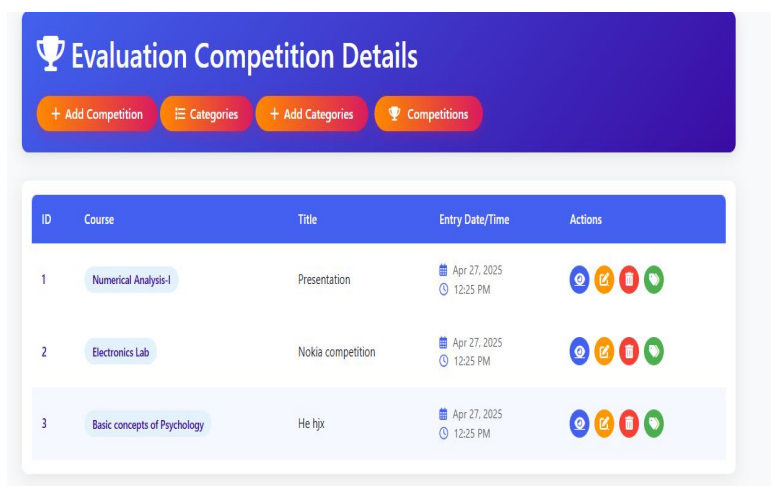 Evaluation Competition Details
+ Add Competition Categories + Add Categories Competitions
ID Course Title Entry Date/Time Actions
1 Numerical Analysis-I Presentation Apr 27, 2025
12:25 PM
2 Electronics Lab Nokia competition Apr 27, 2025
12:25 PM
3 Basic concepts of Psychology He hjx Apr 27, 2025
12:25 PM